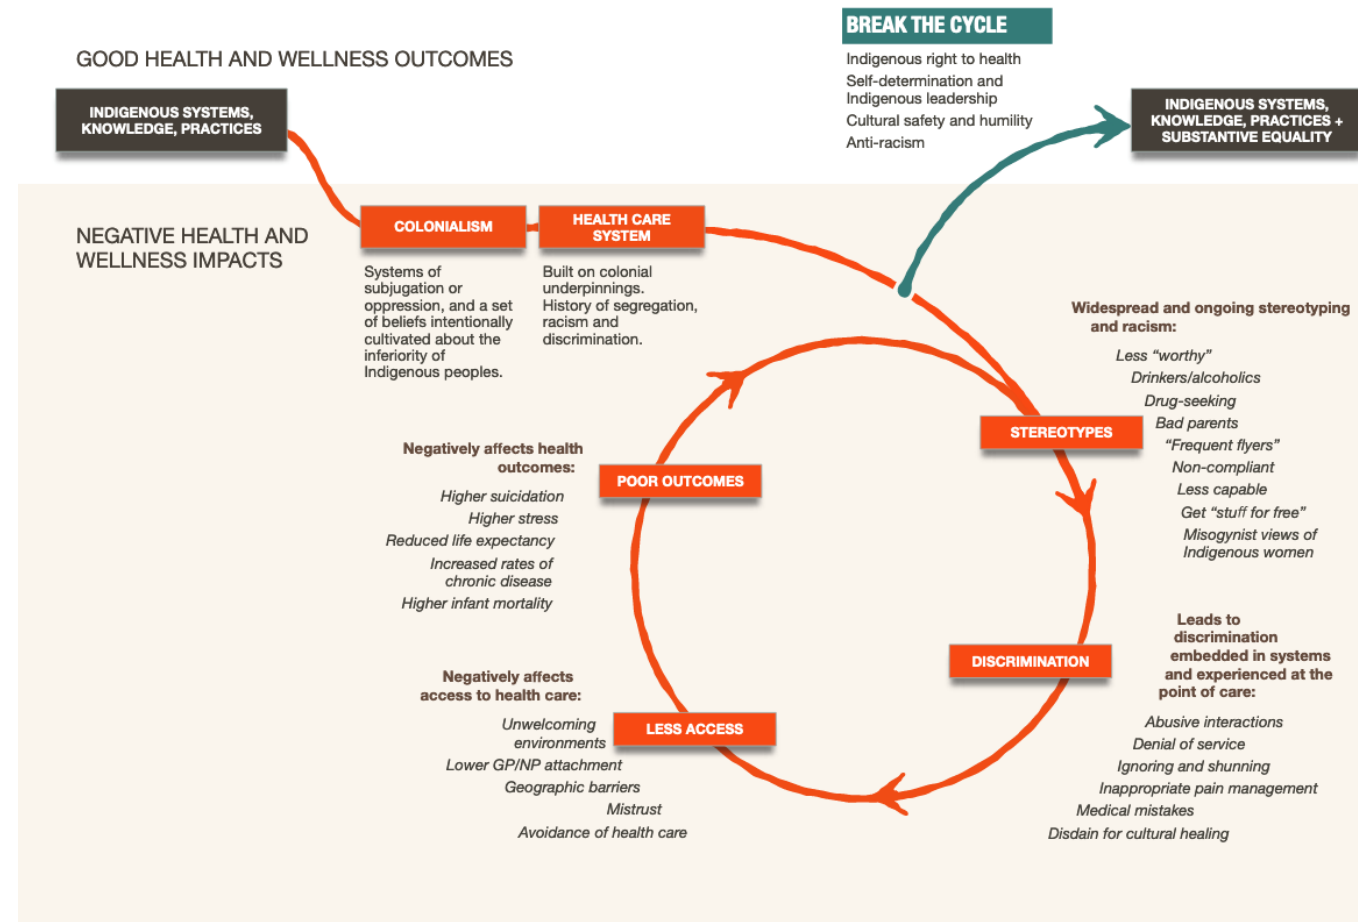 GOOD HEALTH AND WELLNESS OUTCOMES
INDIGENOUS SYSTEMS,
KNOWLEDGE, PRACTICES
BREAK THE CYCLE
Indigenous right to health
Self-determination and
Indigenous leadership
Cultural safety and humility
Anti-racism
INDIGENOUS SYSTEMS,
KNOWLEDGE, PRACTICES +
SUBSTANTIVE EQUALITY
NEGATIVE HEALTH AND
WELLNESS IMPACTS
COLONIALISM
Systems of
subjugation or
oppression, and a set
of beliefs intentionally
cultivated about the
inferiority of
Indigenous peoples.
HEALTH CARE
SYSTEM
Built on colonial
underpinnings.
History of segregation,
racism and
discrimination.
STEREOTYPES
Widespread and ongoing stereotyping
and racism:
Less “worthy”
Drinkers/alcoholics
Drug-seeking
Bad parents
“Frequent flyers”
Non-compliant
Less capable
Get “stuff for free”
Misogynist views of
Indigenous women
DISCRIMINATION
Leads to
discrimination
embedded in systems
and experienced at the
point of care:
Abusive interactions
Denial of service
Ignoring and shunning
Inappropriate pain management
Medical mistakes
Disdain for cultural healing
LESS ACCESS
Negatively affects
access to health care:
Unwelcoming
environments
Lower GP/NP attachment
Geographic barriers
Mistrust
Avoidance of health care
POOR OUTCOMES
Negatively affects health
outcomes:
Higher suicidation
Higher stress
Reduced life expectancy
Increased rates of
chronic disease
Higher infant mortality